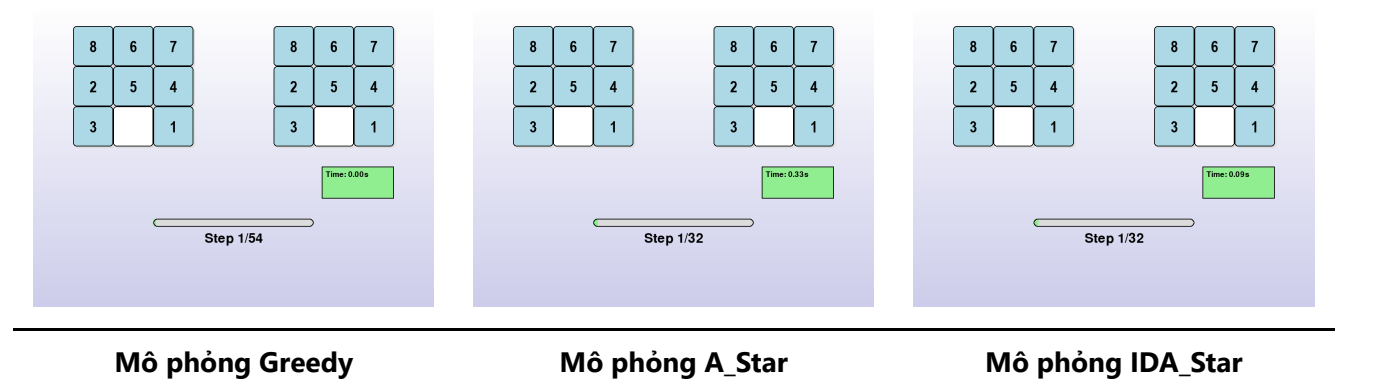 8 6 7 8 6 7
2 5 4 2 5 4
3 1 3 1
Time: 0.00s
Step 1/54
8 6 7 8 6 7
2 5 4 2 5 4
3 1 3 1
Time: 0.33s
Step 1/32
8 6 7 8 6 7
2 5 4 2 5 4
3 1 3 1
Time: 0.09s
Step 1/32
Mô phỏng Greedy
Mô phỏng A_Star
Mô phỏng IDA_Star